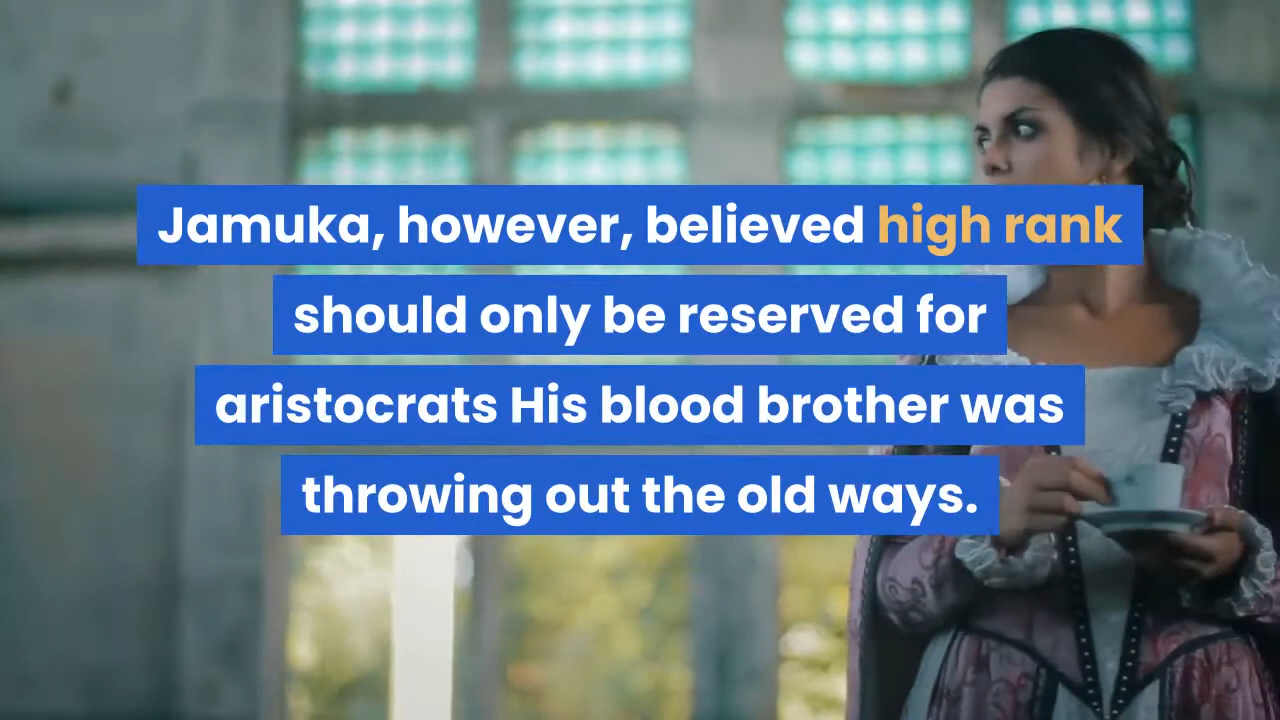 Jamuka, however, believed high rank
should only be reserved for
aristocrats His blood brother was
throwing out the old ways.